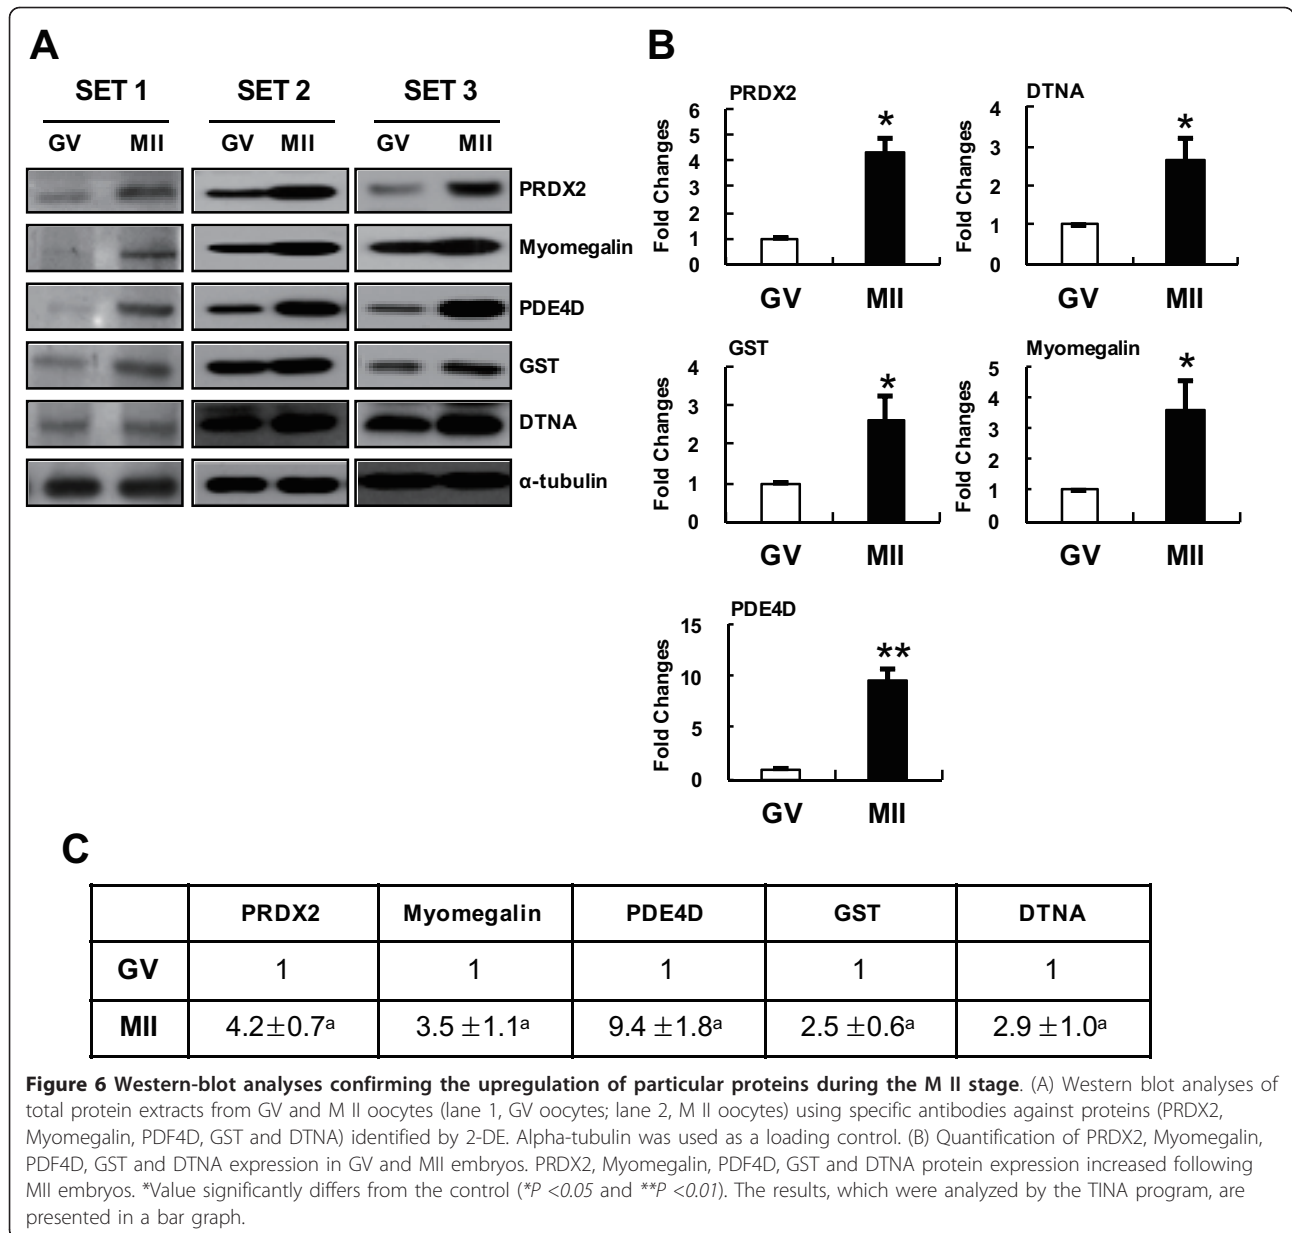 A
SET 1 SET 2 SET 3
GV MII GV MII GV MII
PRDX2
Myomegalin
PDE4D
GST
DTNA
α-tubulin
B
PRDX2
Fold Changes
6
5
4
3
2
1
0
*
GV MII
DTNA
Fold Changes
4
3
2
1
0
*
GV MII
GST
Fold Changes
4
3
2
1
0
*
GV MII
Myomegalin
Fold Changes
5
4
3
2
1
0
*
GV MII
PDE4D
Fold Changes
15
10
5
0
**
GV MII
C
PRDX2 Myomegalin PDE4D GST DTNA
GV 1 1 1 1 1
MII 4.2±0.7ᵃ 3.5 ±1.1ᵃ 9.4 ±1.8ᵃ 2.5 ±0.6ᵃ 2.9 ±1.0ᵃ
Figure 6 Western-blot analyses confirming the upregulation of particular proteins during the M II stage. (A) Western blot analyses of
total protein extracts from GV and M II oocytes (lane 1, GV oocytes; lane 2, M II oocytes) using specific antibodies against proteins (PRDX2,
Myomegalin, PDF4D, GST and DTNA) identified by 2-DE. Alpha-tubulin was used as a loading control. (B) Quantification of PRDX2, Myomegalin,
PDF4D, GST and DTNA expression in GV and MII embryos. PRDX2, Myomegalin, PDF4D, GST and DTNA protein expression increased following
MII embryos. *Value significantly differs from the control (*P <0.05 and **P <0.01). The results, which were analyzed by the TINA program, are
presented in a bar graph.